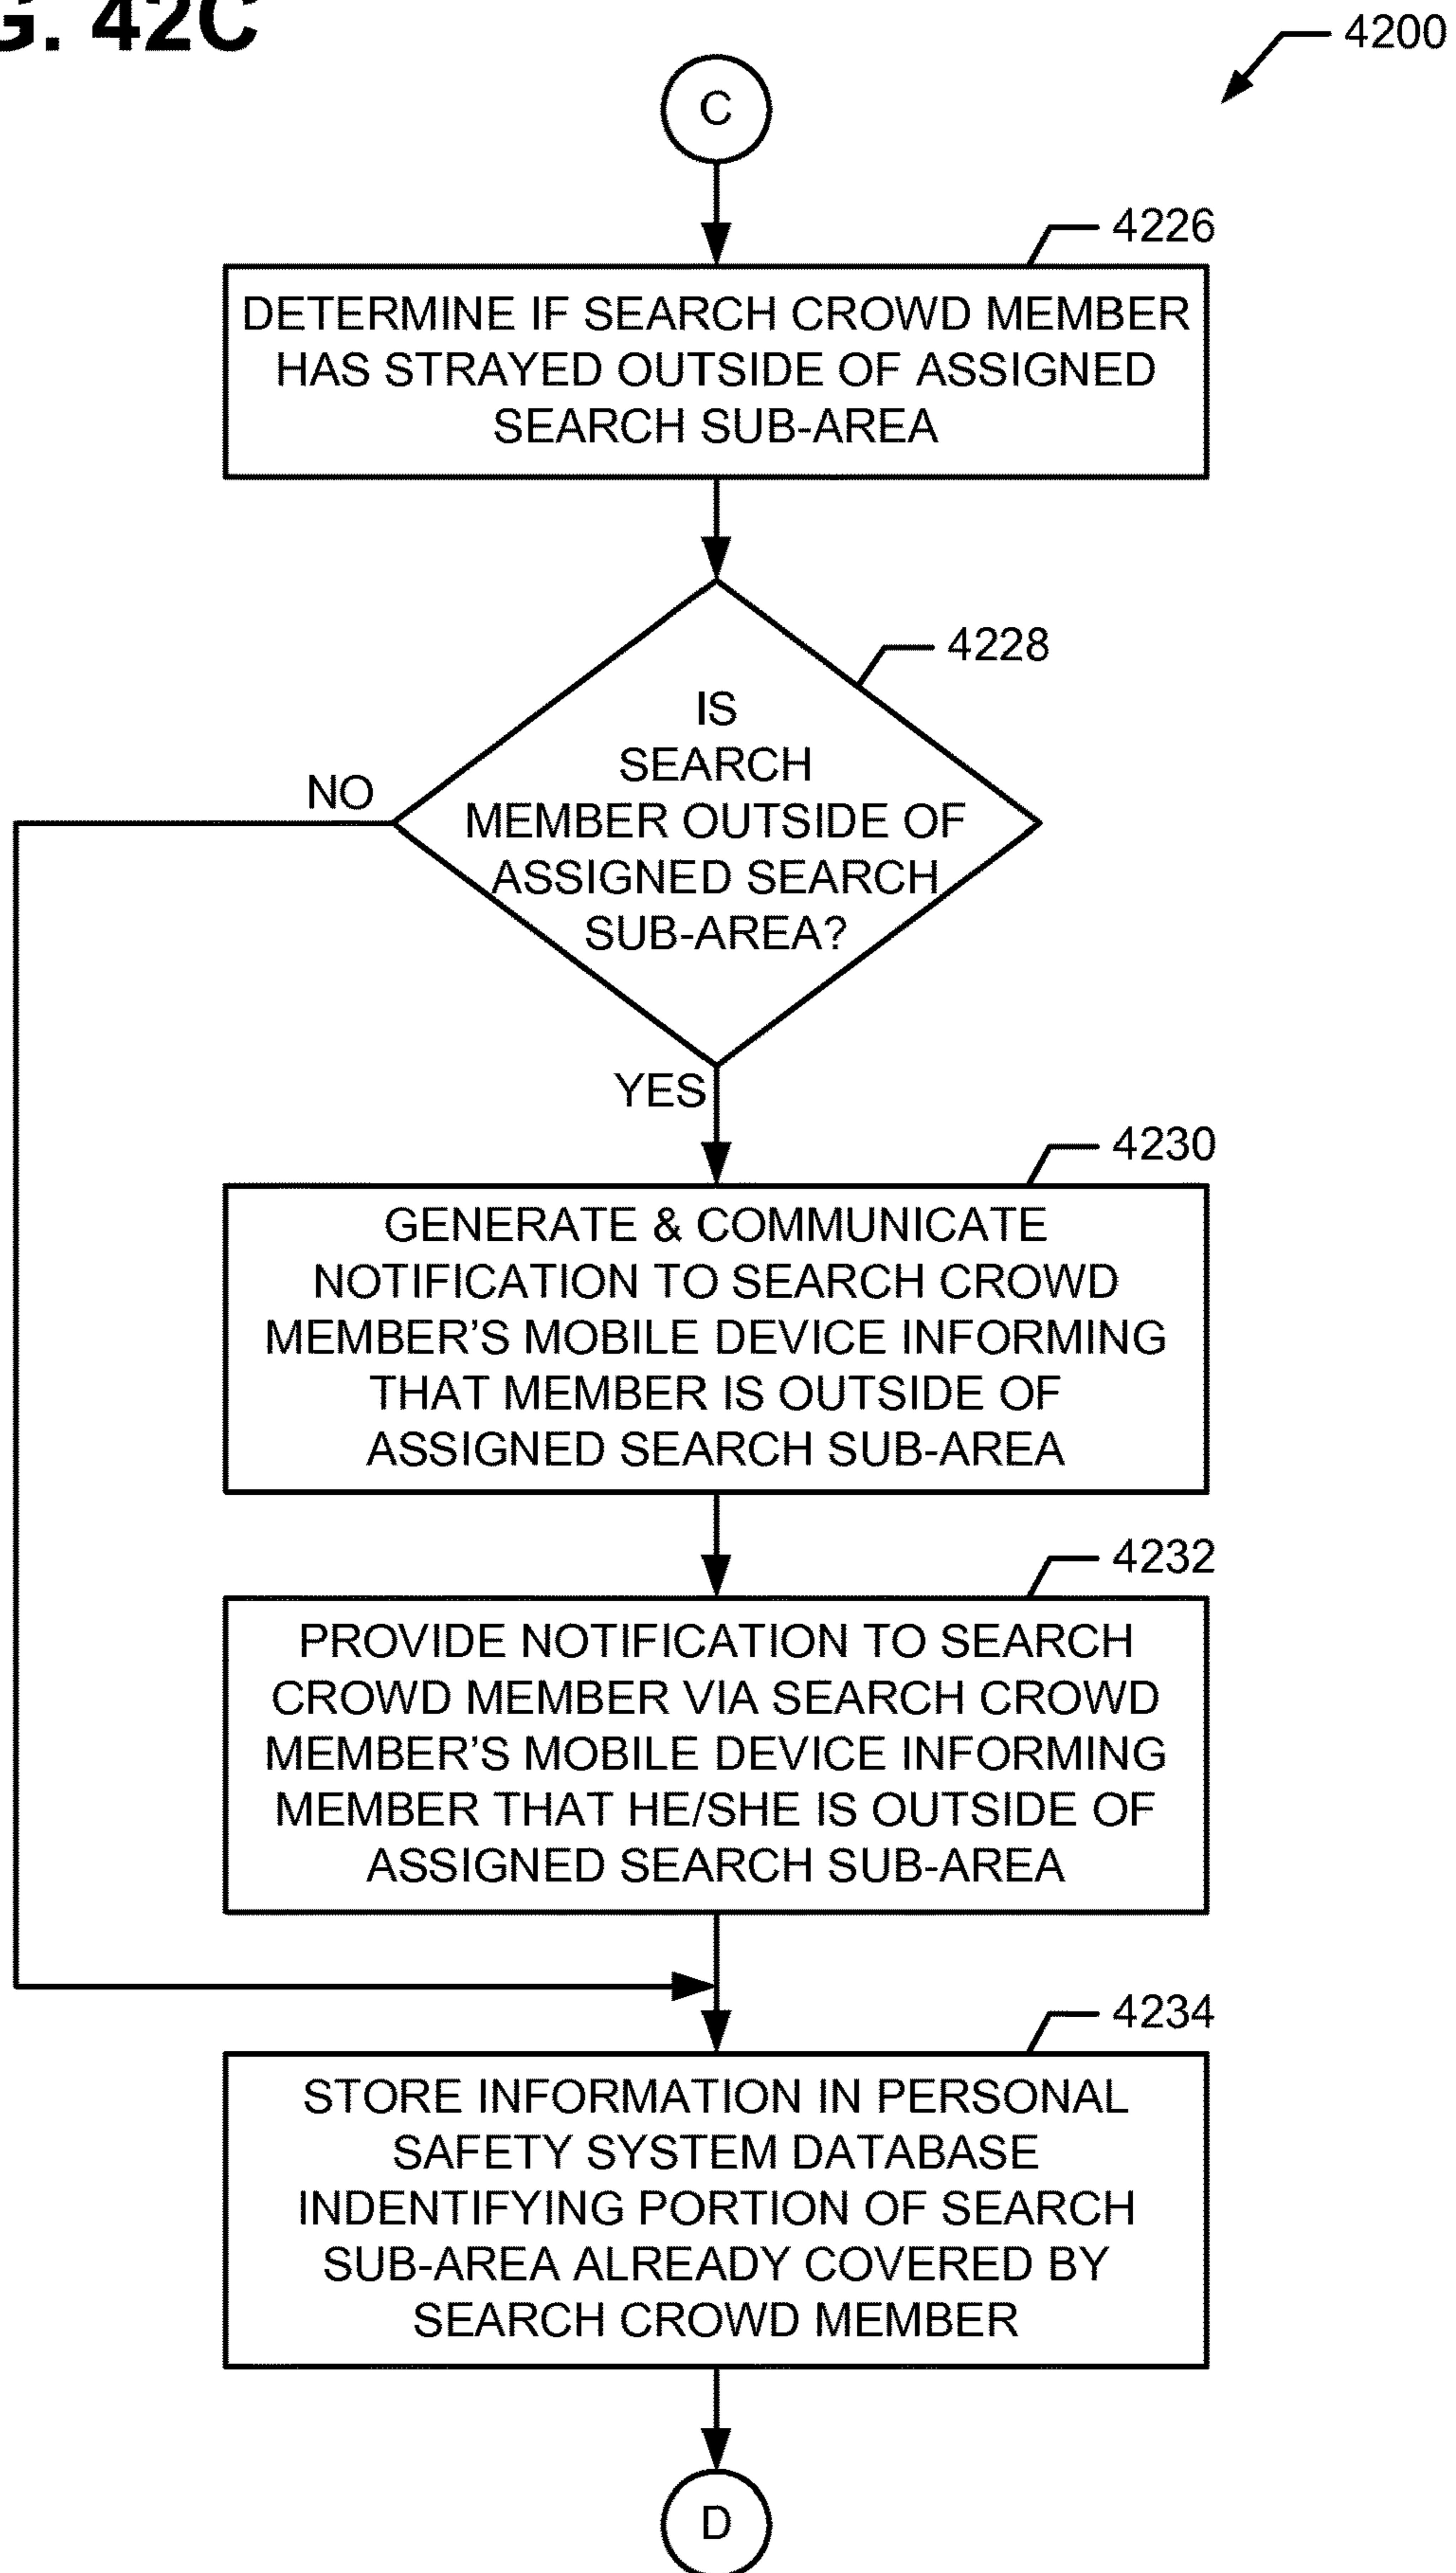 G. 42C
4200
C
4226
DETERMINE IF SEARCH CROWD MEMBER
HAS STRAYED OUTSIDE OF ASSIGNED
SEARCH SUB-AREA
4228
IS
SEARCH
MEMBER OUTSIDE OF
ASSIGNED SEARCH
SUB-AREA?
NO
YES
4230
GENERATE & COMMUNICATE
NOTIFICATION TO SEARCH CROWD
MEMBER'S MOBILE DEVICE INFORMING
THAT MEMBER IS OUTSIDE OF
ASSIGNED SEARCH SUB-AREA
4232
PROVIDE NOTIFICATION TO SEARCH
CROWD MEMBER VIA SEARCH CROWD
MEMBER'S MOBILE DEVICE INFORMING
MEMBER THAT HE/SHE IS OUTSIDE OF
ASSIGNED SEARCH SUB-AREA
4234
STORE INFORMATION IN PERSONAL
SAFETY SYSTEM DATABASE
INDENTIFYING PORTION OF SEARCH
SUB-AREA ALREADY COVERED BY
SEARCH CROWD MEMBER
D